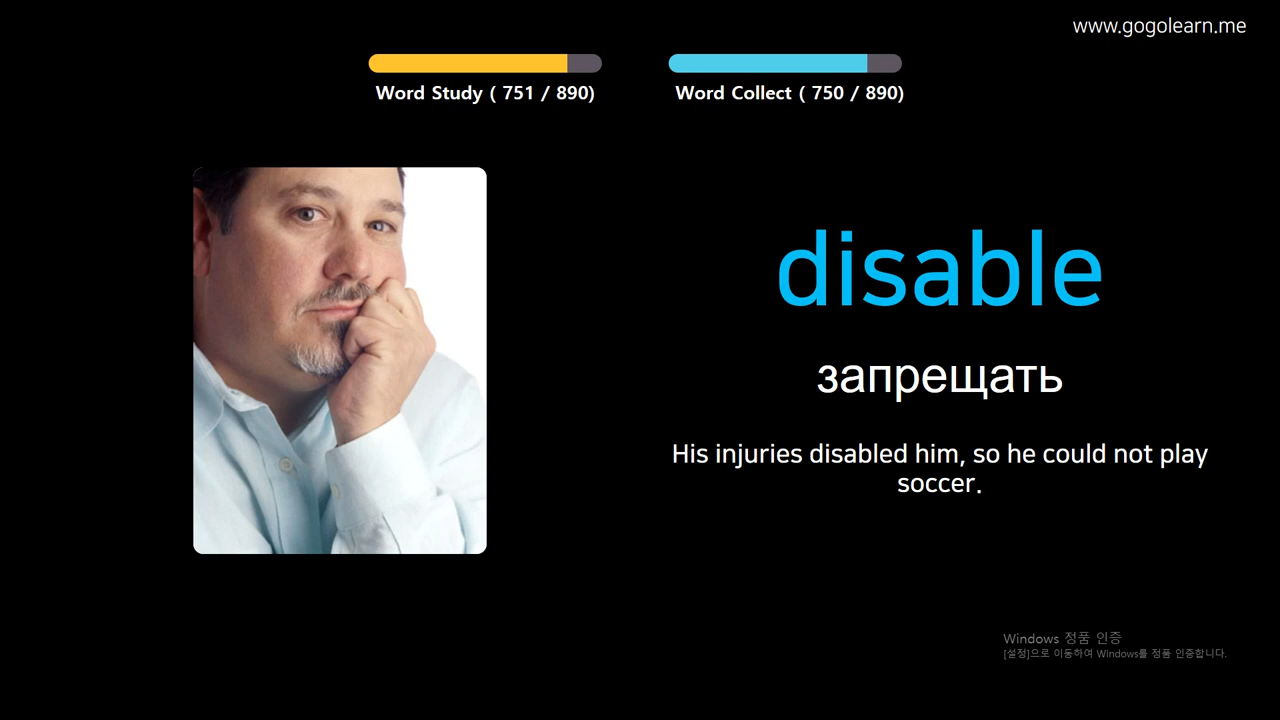 www.gogolearn.me
Word Study ( 751 / 890)
Word Collect ( 750 / 890)
disable
запрещать
His injuries disabled him, so he could not play
soccer.
Windows 정품 인증
[설정]으로 이동하여 Windows를 정품 인증합니다.